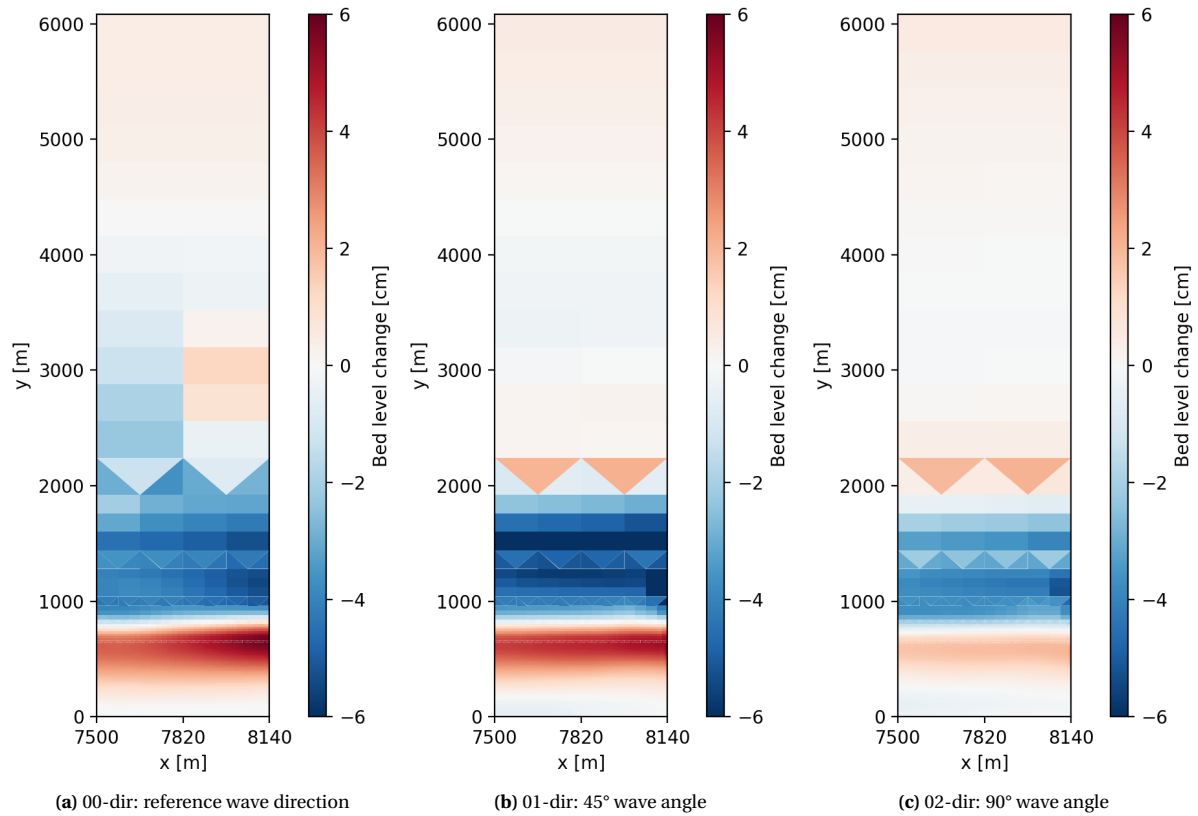 6000
5000
4000
3000
2000
1000
0
y [m]
7500 7820 8140
x [m]
6
4
2
0
−2
−4
−6
Bed level change [cm]
(a) 00-dir: reference wave direction
6000
5000
4000
3000
2000
1000
0
y [m]
7500 7820 8140
x [m]
6
4
2
0
−2
−4
−6
Bed level change [cm]
(b) 01-dir: 45° wave angle
6000
5000
4000
3000
2000
1000
0
y [m]
7500 7820 8140
x [m]
6
4
2
0
−2
−4
−6
Bed level change [cm]
(c) 02-dir: 90° wave angle